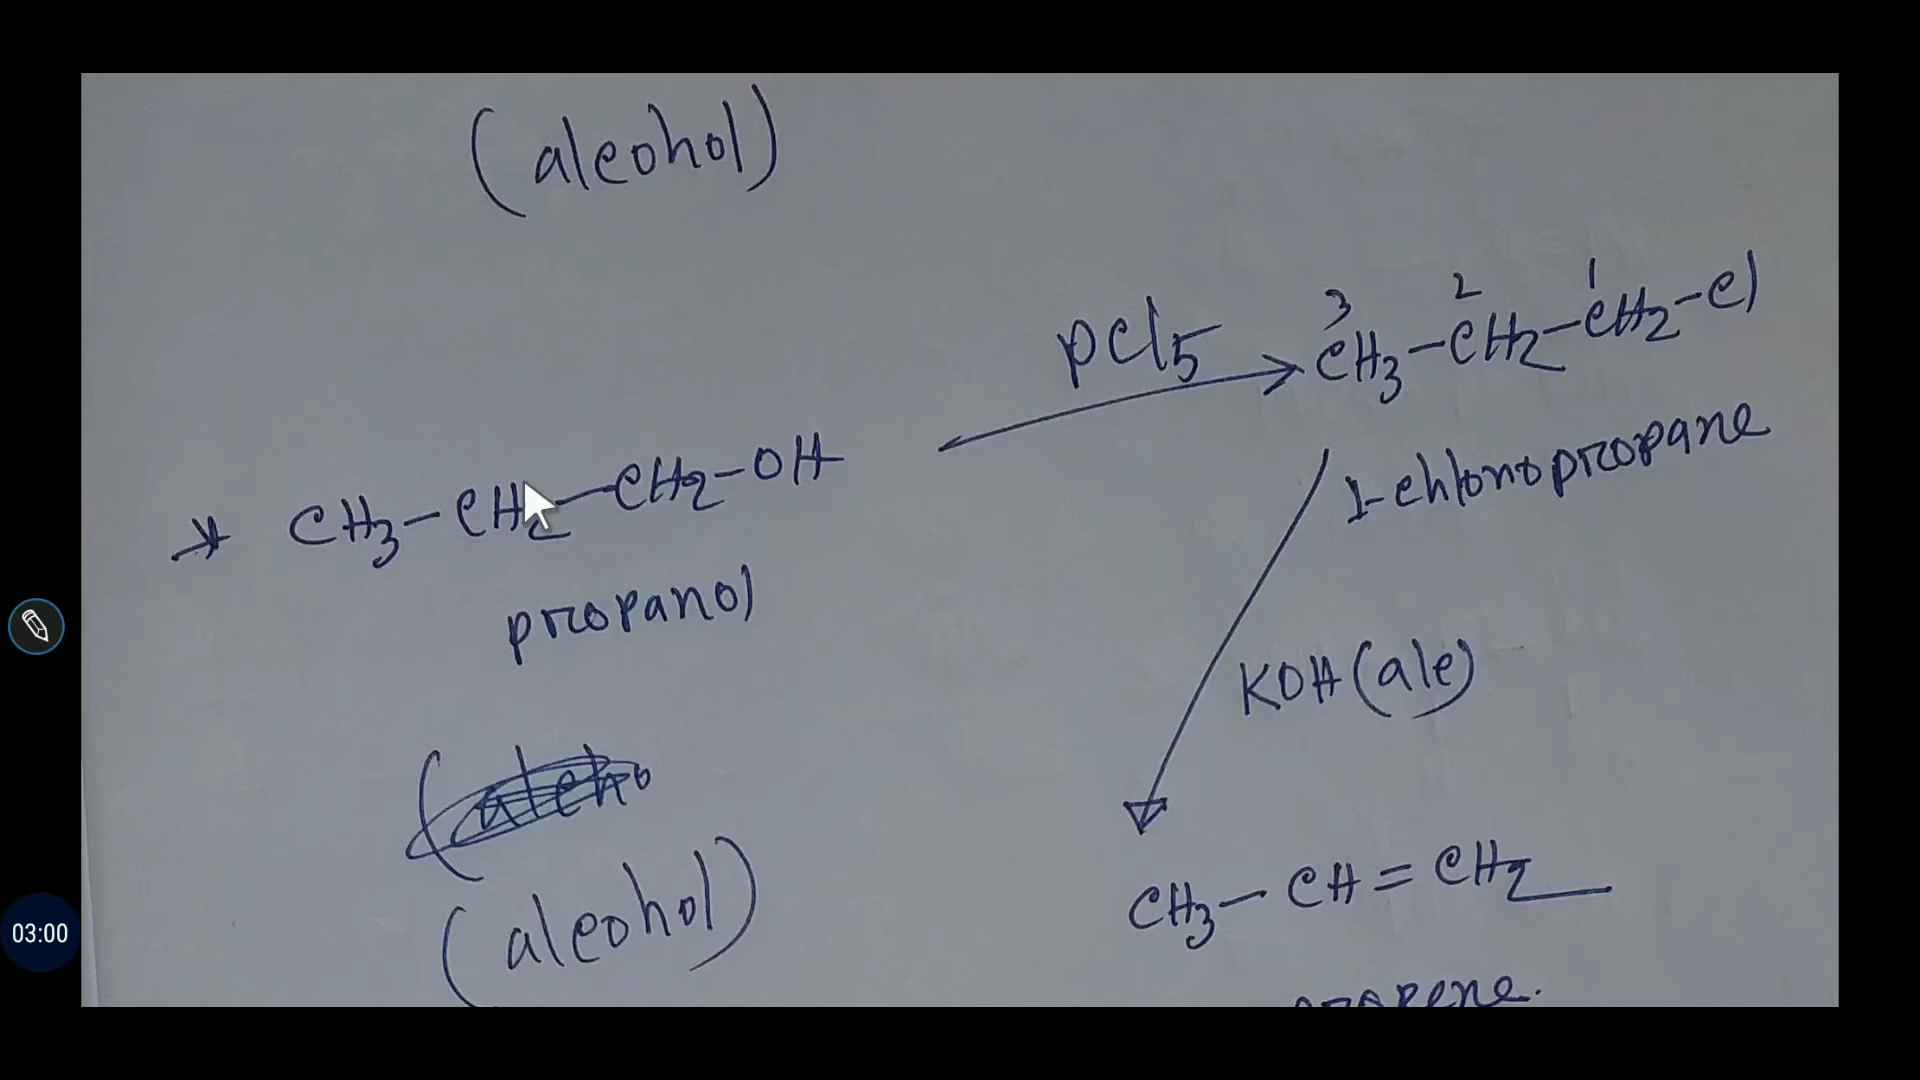 (alcohol)
PCl5
3 2 1
CH3-CH2-CH2-Cl
1-chloropropane
* CH3-CH2-CH2-OH
propanol
KOH(alc)
(alcohol)
CH3-CH=CH2
propene.
03:00